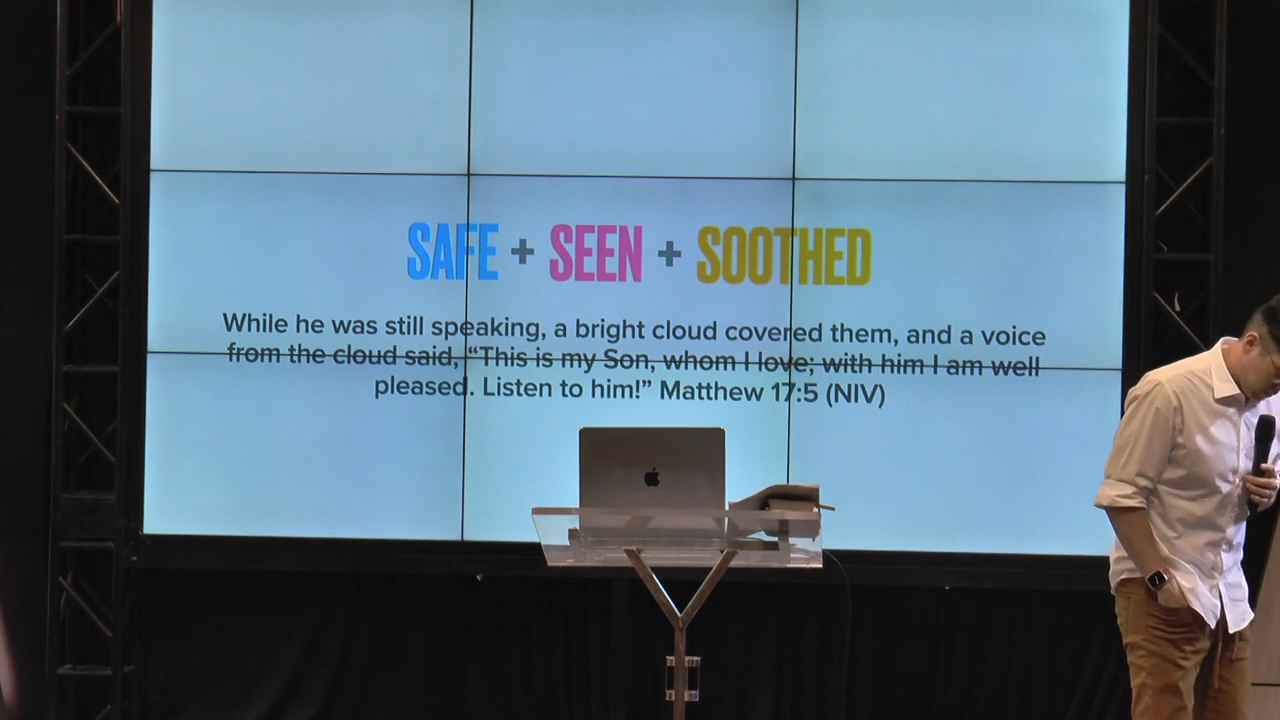 SAFE + SEEN + SOOTHED
While he was still speaking, a bright cloud covered them, and a voice
from the cloud said, “This is my Son, whom I love; with him I am well
pleased. Listen to him!” Matthew 17:5 (NIV)